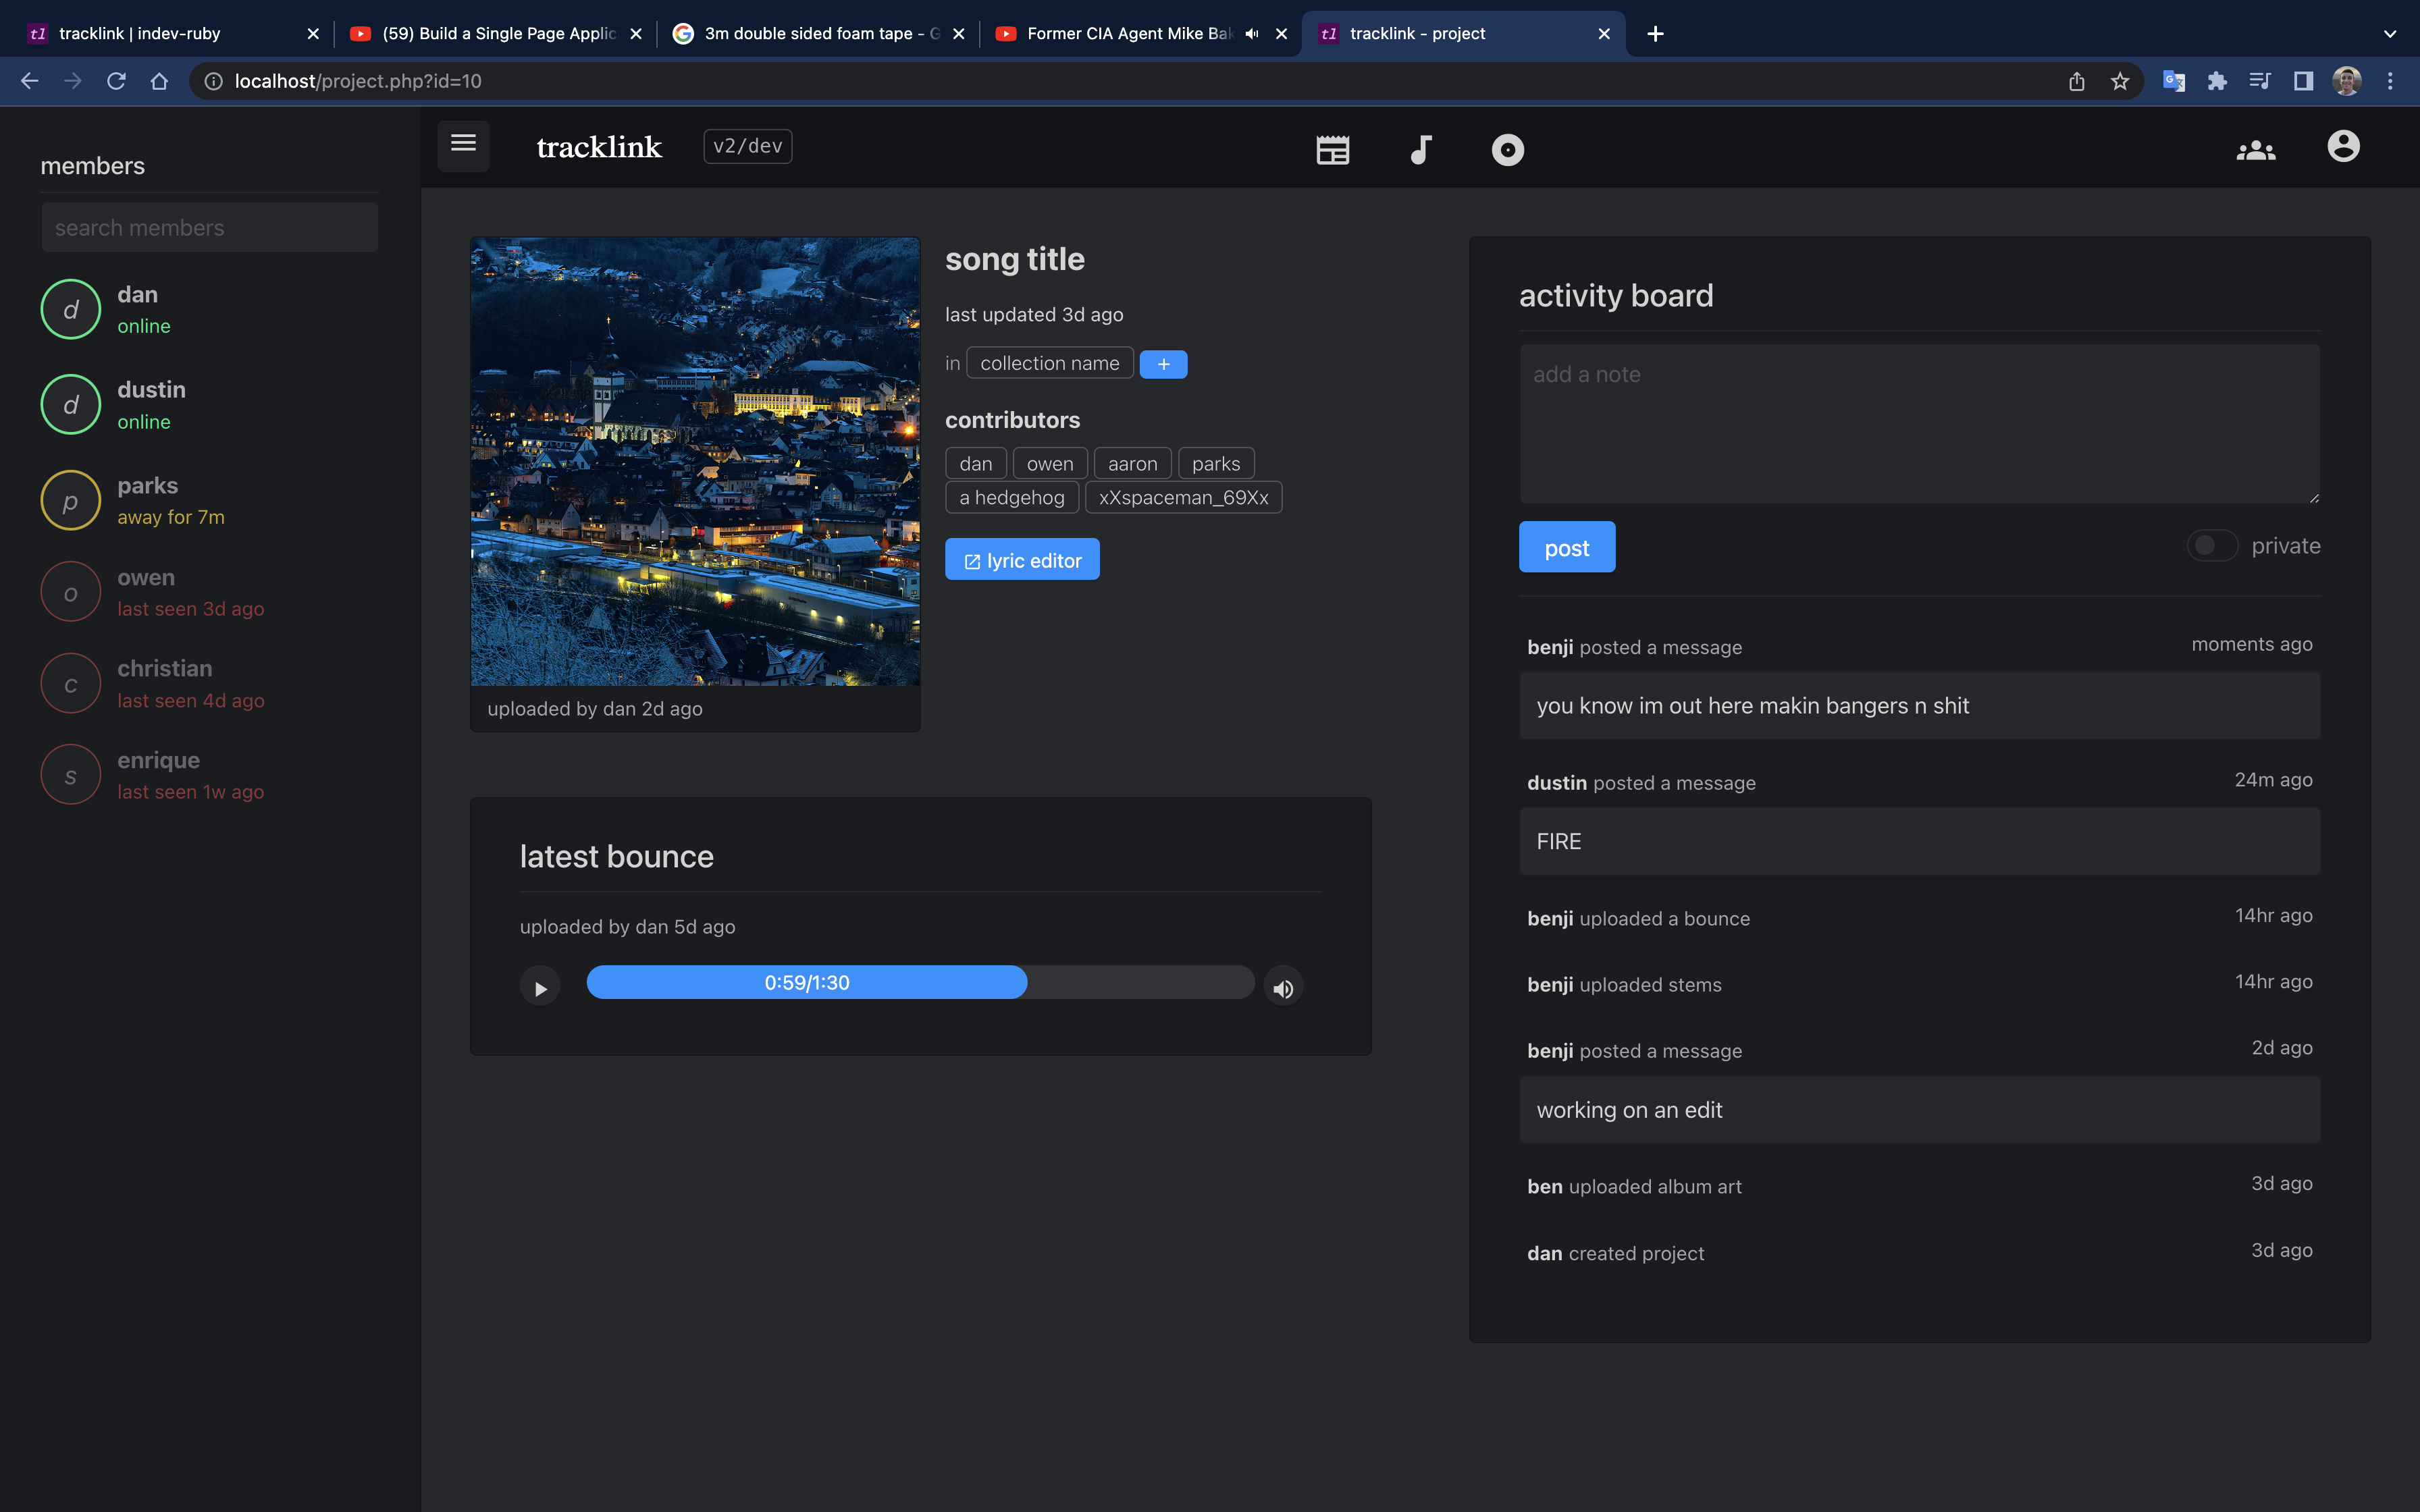 tl tracklink | indev-ruby
(59) Build a Single Page Applic
3m double sided foam tape - G
Former CIA Agent Mike Bak
tl tracklink - project
localhost/project.php?id=10
members
search members
d
dan
online
d
dustin
online
p
parks
away for 7m
o
owen
last seen 3d ago
c
christian
last seen 4d ago
s
enrique
last seen 1w ago
tracklink
v2/dev
uploaded by dan 2d ago
song title
last updated 3d ago
in collection name +
contributors
dan owen aaron parks
a hedgehog xXspaceman_69Xx
lyric editor
latest bounce
uploaded by dan 5d ago
0:59/1:30
activity board
add a note
post
private
benji posted a message moments ago
you know im out here makin bangers n shit
dustin posted a message 24m ago
FIRE
benji uploaded a bounce 14hr ago
benji uploaded stems 14hr ago
benji posted a message 2d ago
working on an edit
ben uploaded album art 3d ago
dan created project 3d ago